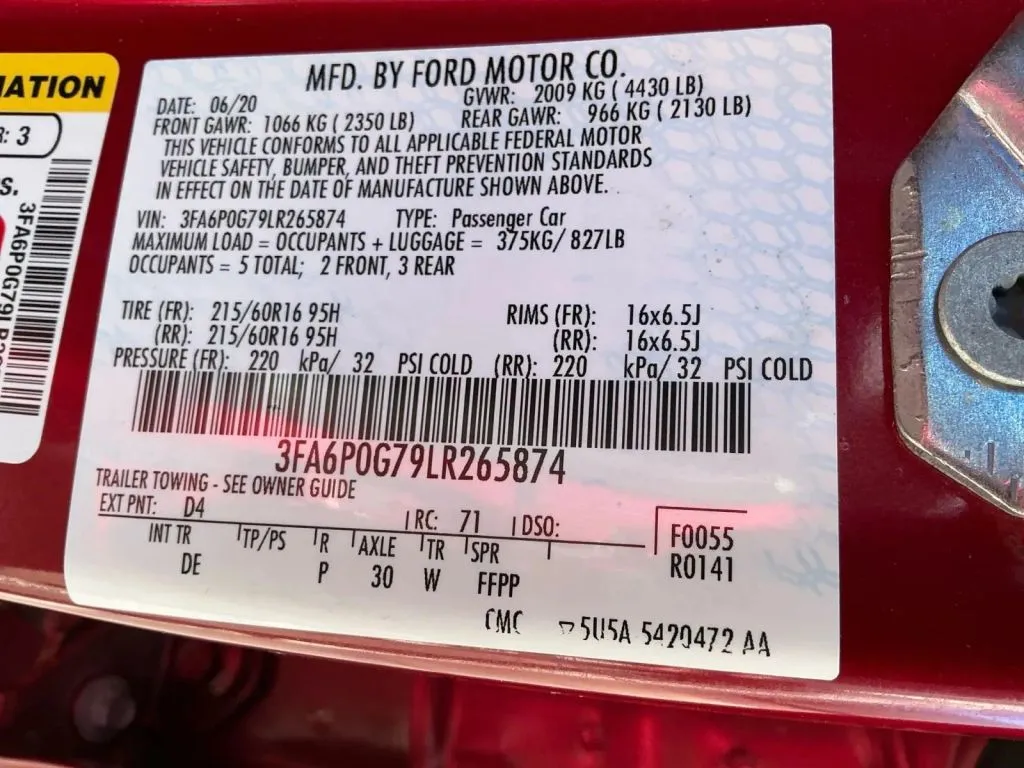 MATION
R: 3
S.
3FA6P0G79LR26
MFD. BY FORD MOTOR CO.
DATE: 06/20 GVWR: 2009 KG ( 4430 LB)
FRONT GAWR: 1066 KG ( 2350 LB) REAR GAWR: 966 KG ( 2130 LB)
THIS VEHICLE CONFORMS TO ALL APPLICABLE FEDERAL MOTOR
VEHICLE SAFETY, BUMPER, AND THEFT PREVENTION STANDARDS
IN EFFECT ON THE DATE OF MANUFACTURE SHOWN ABOVE.
VIN: 3FA6P0G79LR265874 TYPE: Passenger Car
MAXIMUM LOAD = OCCUPANTS + LUGGAGE = 375KG/ 827LB
OCCUPANTS = 5 TOTAL; 2 FRONT, 3 REAR
TIRE (FR): 215/60R16 95H RIMS (FR): 16x6.5J
(RR): 215/60R16 95H (RR): 16x6.5J
PRESSURE (FR): 220 kPa/ 32 PSI COLD (RR): 220 kPa/ 32 PSI COLD
3FA6P0G79LR265874
TRAILER TOWING - SEE OWNER GUIDE
EXT PNT: D4 RC: 71 DSO: F0055
INT TR TP/PS R AXLE TR SPR R0141
DE P 30 W FFPP
CMC 5U5A 5420472 AA